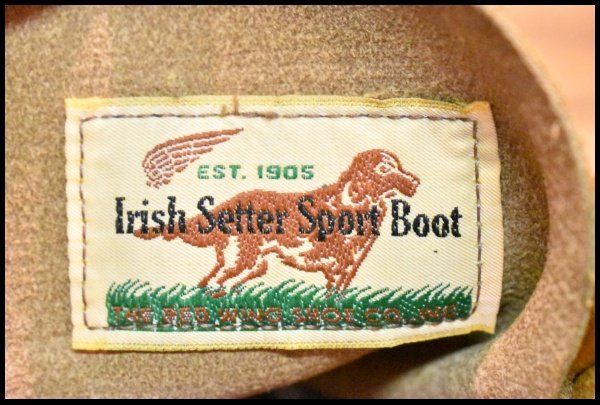 EST. 1905
Irish Setter Sport Boot
THE RED WING SHOE CO., INC.